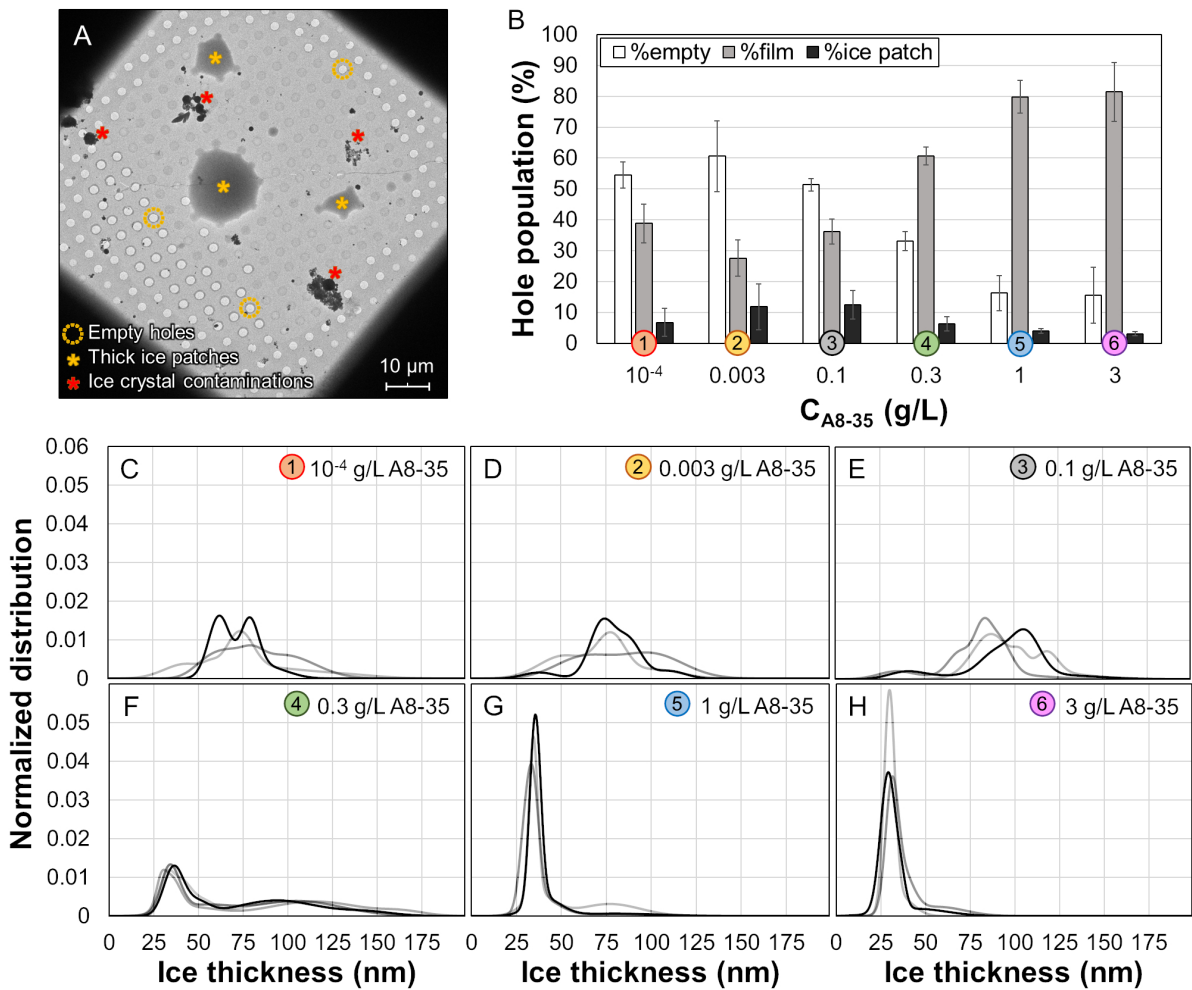 A
Empty holes
Thick ice patches
Ice crystal contaminations
10 µm
B
Hole population (%)
100
90
80
70
60
50
40
30
20
10
0
%empty %film %ice patch
1 2 3 4 5 6
10⁻⁴ 0.003 0.1 0.3 1 3
C_A8-35 (g/L)
Normalized distribution
0.06
0.05
0.04
0.03
0.02
0.01
0
C 1 10⁻⁴ g/L A8-35
D 2 0.003 g/L A8-35
E 3 0.1 g/L A8-35
0.05
0.04
0.03
0.02
0.01
0
F 4 0.3 g/L A8-35
G 5 1 g/L A8-35
H 6 3 g/L A8-35
0 25 50 75 100 125 150 175
0 25 50 75 100 125 150 175
0 25 50 75 100 125 150 175
Ice thickness (nm)
Ice thickness (nm)
Ice thickness (nm)